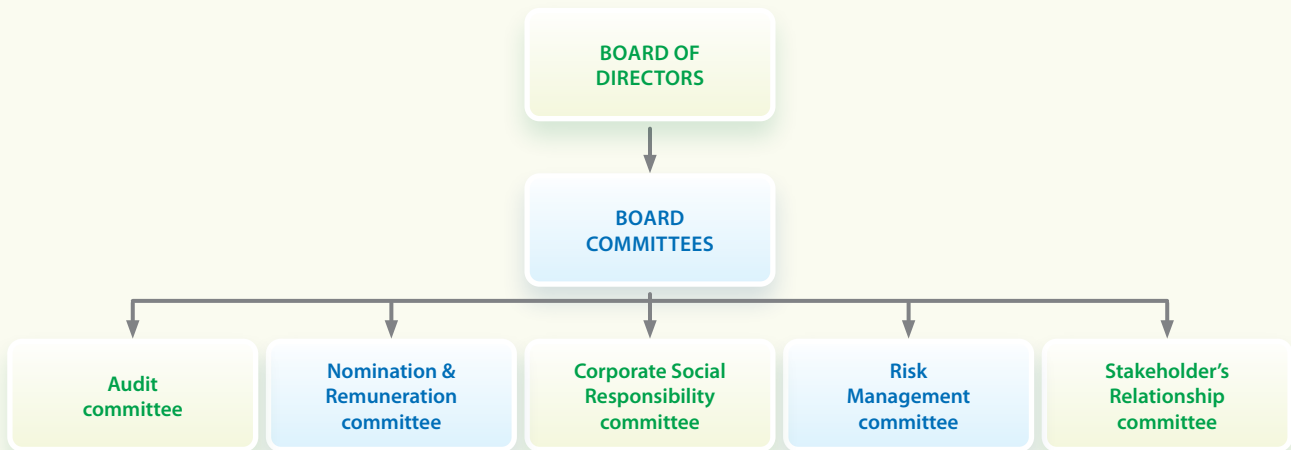 BOARD OF
DIRECTORS
BOARD
COMMITTEES
Audit
committee
Nomination &
Remuneration
committee
Corporate Social
Responsibility
committee
Risk
Management
committee
Stakeholder’s
Relationship
committee